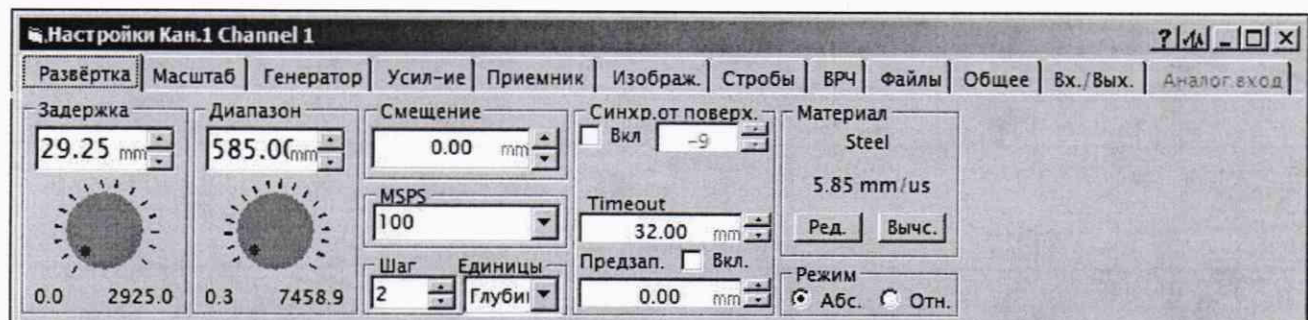 Настройки Кан.1 Channel 1
Развёртка Масштаб Генератор Усил-ие Приемник Изображ. Стробы ВРЧ Файлы Общее Вх./Вых. Аналог.вход
Задержка Диапазон Смещение Синхр.от поверх. Материал
29.25 mm 585.00 mm 0.00 mm Вкл -9 Steel
5.85 mm/us
MSPS Timeout
100 32.00 mm Ред. Вычс.
Шаг Единицы Предзап. Вкл. Режим
0.0 2925.0 0.3 7458.9 2 Глуби 0.00 mm Абс. Отн.